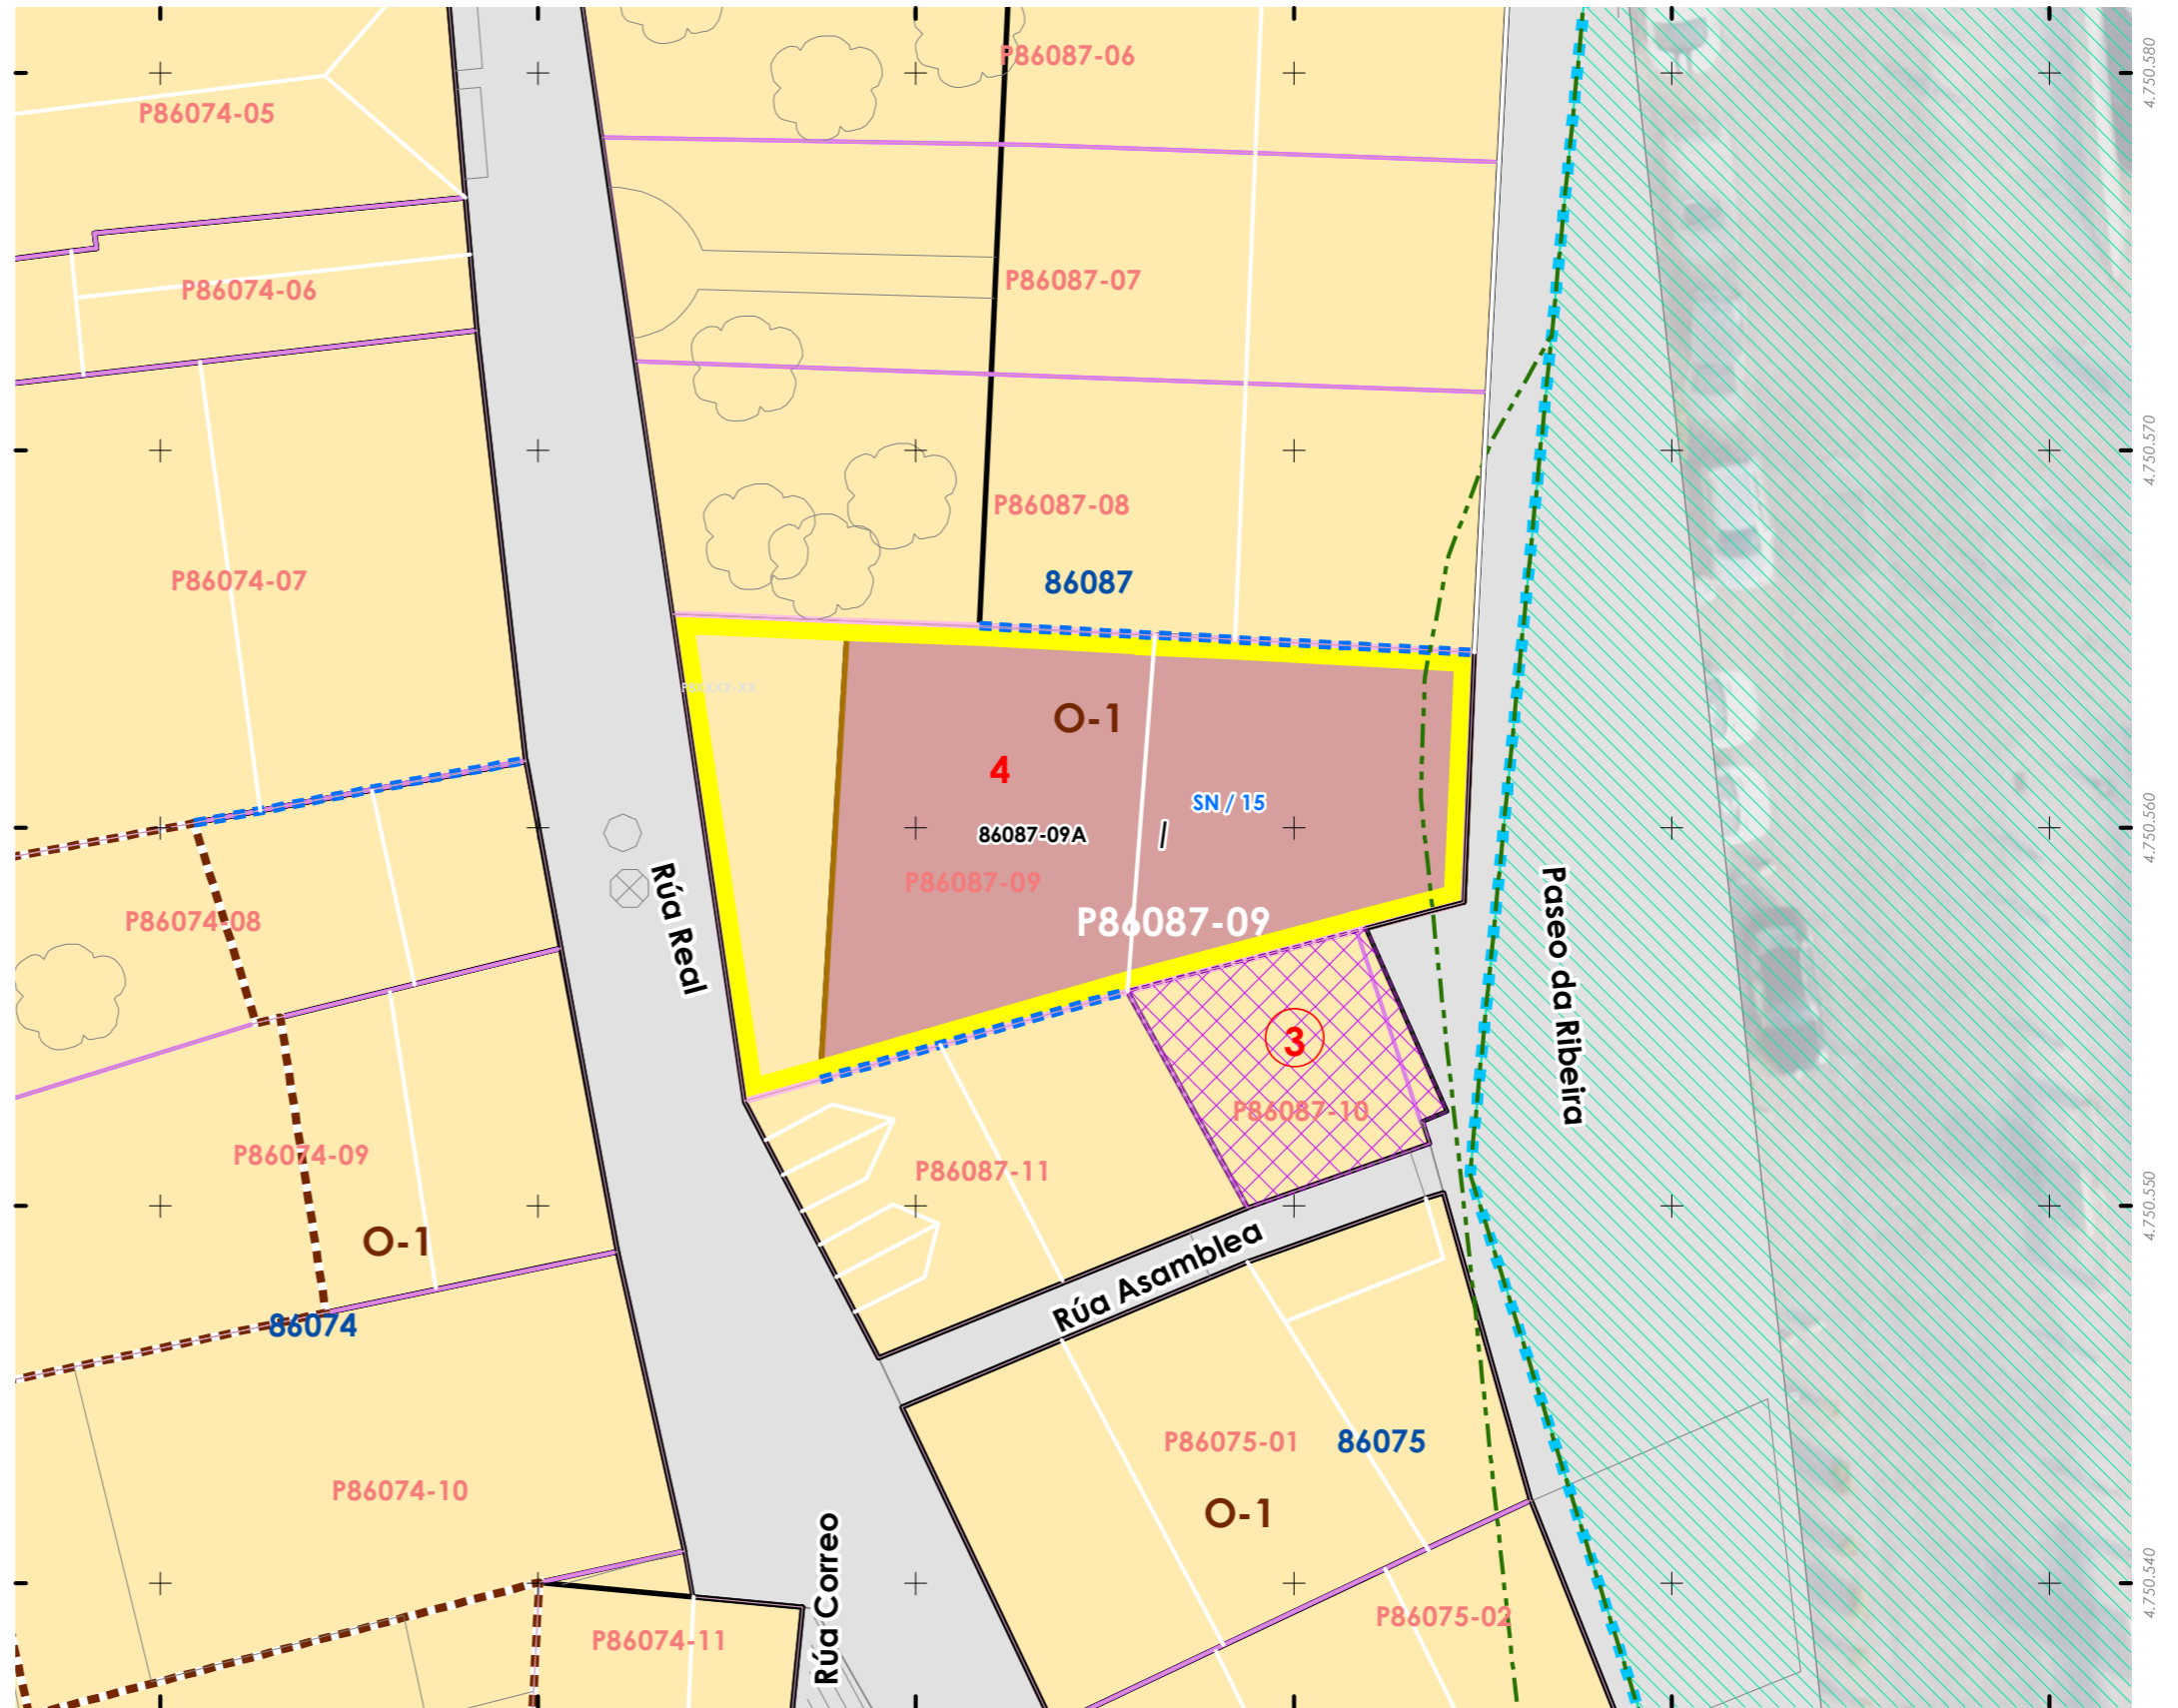 P86087-06
4.750.580
P86074-05
P86087-07
P86074-06
4.750.570
P86087-08
P86074-07
86087
O-1
4
SN / 15
86087-09A
4.750.560
P86087-09
P86087-09
P86074-08
Rúa Real
Paseo da Ribeira
3
P86087-10
P86074-09
P86087-11
4.750.550
O-1
Rúa Asamblea
86074
P86075-01
86075
P86074-10
O-1
Rúa Correo
4.750.540
P86075-02
P86074-11